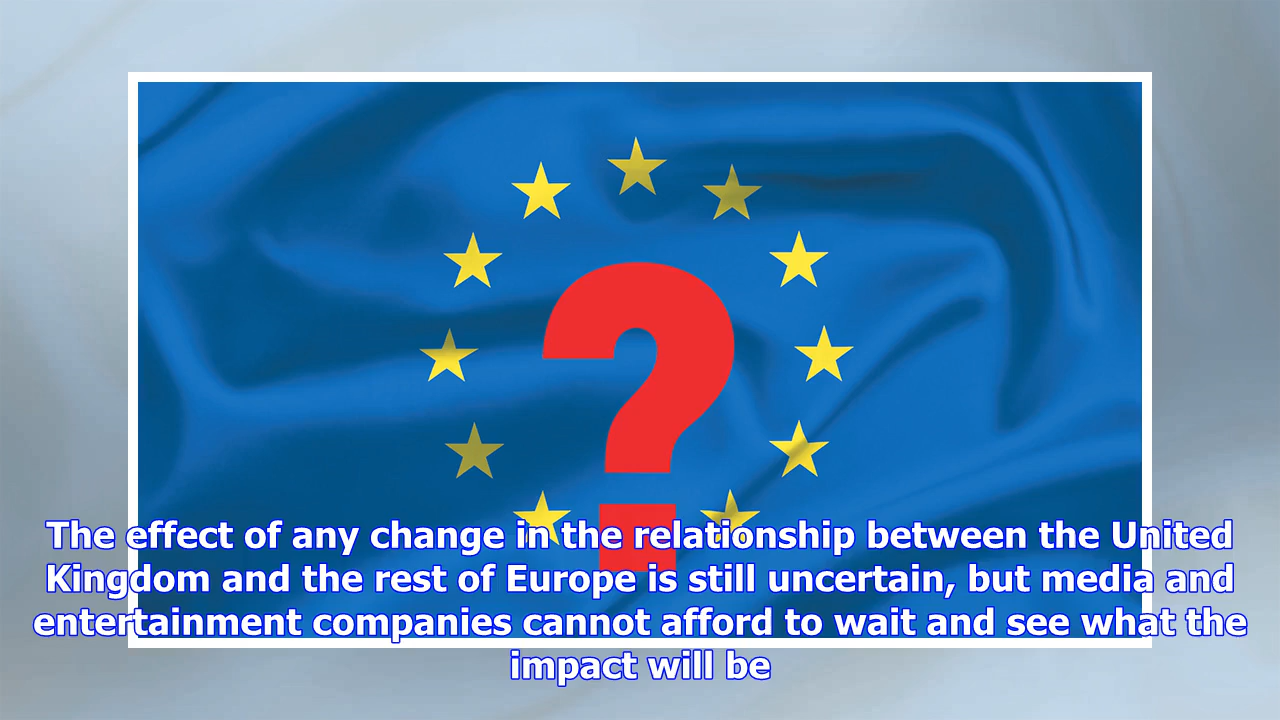 The effect of any change in the relationship between the United
Kingdom and the rest of Europe is still uncertain, but media and
entertainment companies cannot afford to wait and see what the
impact will be
?